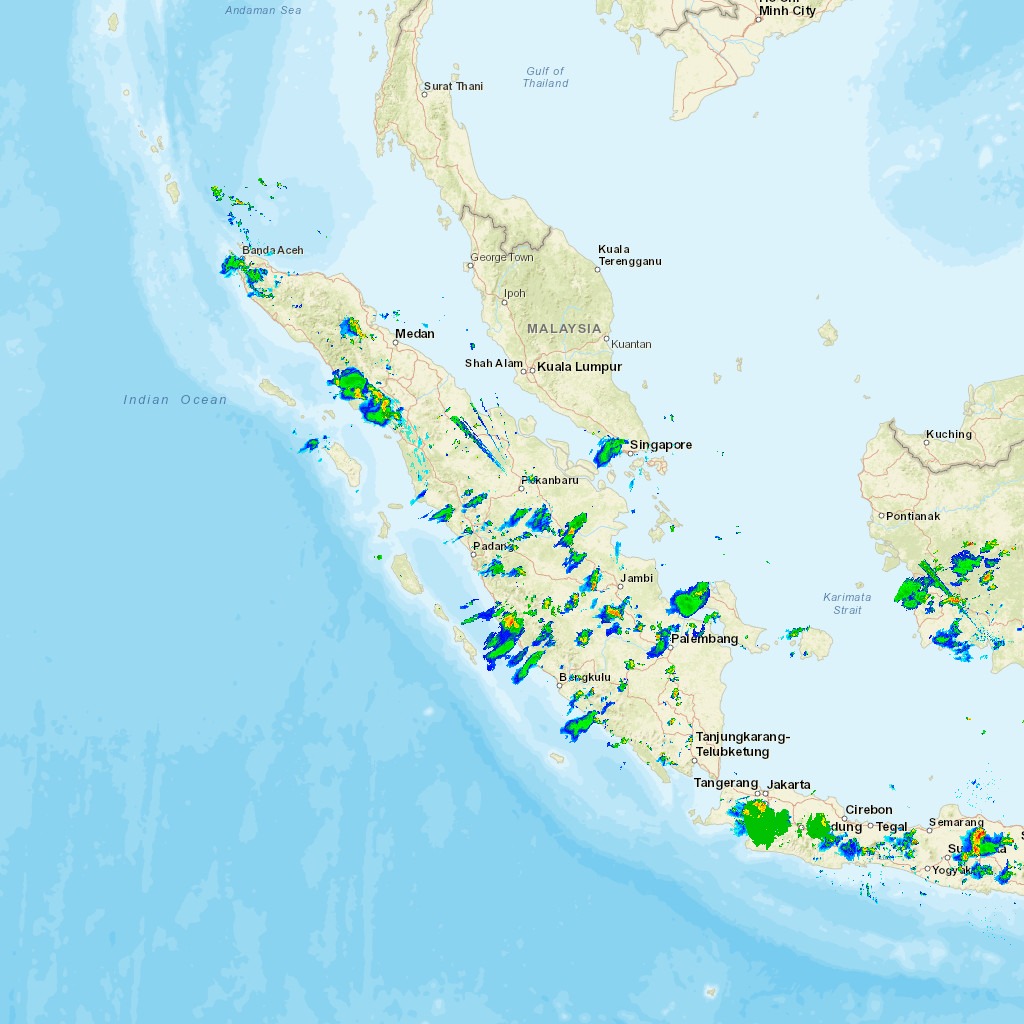 Andaman Sea
Minh City
Gulf of
Thailand
Surat Thani
Banda Aceh
George Town
Kuala
Terengganu
Ipoh
MALAYSIA
Medan
Kuantan
Shah Alam
Kuala Lumpur
Indian Ocean
Kuching
Singapore
Pekanbaru
Pontianak
Padang
Jambi
Karimata
Strait
Palembang
Bengkulu
Tanjungkarang-
Telubketung
Tangerang
Jakarta
Cirebon
dung
Tegal
Semarang
Yogyak